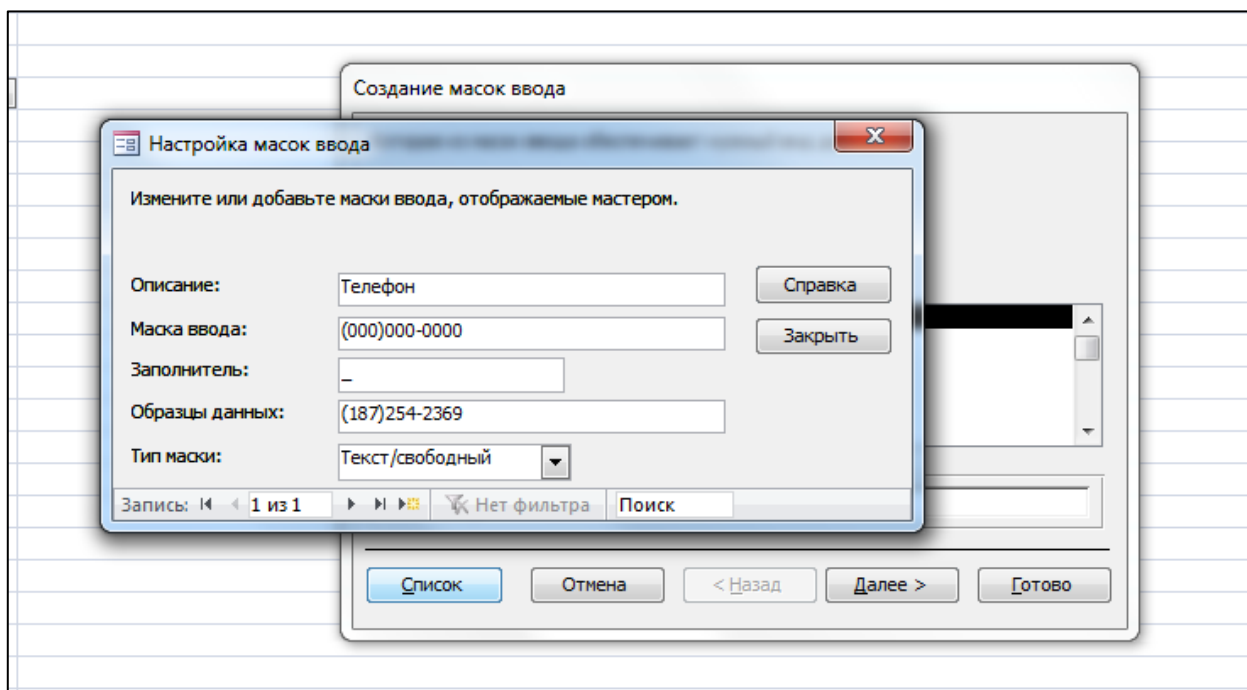 Создание масок ввода
Настройка масок ввода
Измените или добавьте маски ввода, отображаемые мастером.
Описание: Телефон Справка
Маска ввода: (000)000-0000 Закрыть
Заполнитель: _
Образцы данных: (187)254-2369
Тип маски: Текст/свободный
Запись: 1 из 1 Нет фильтра Поиск
Список Отмена < Назад Далее > Готово